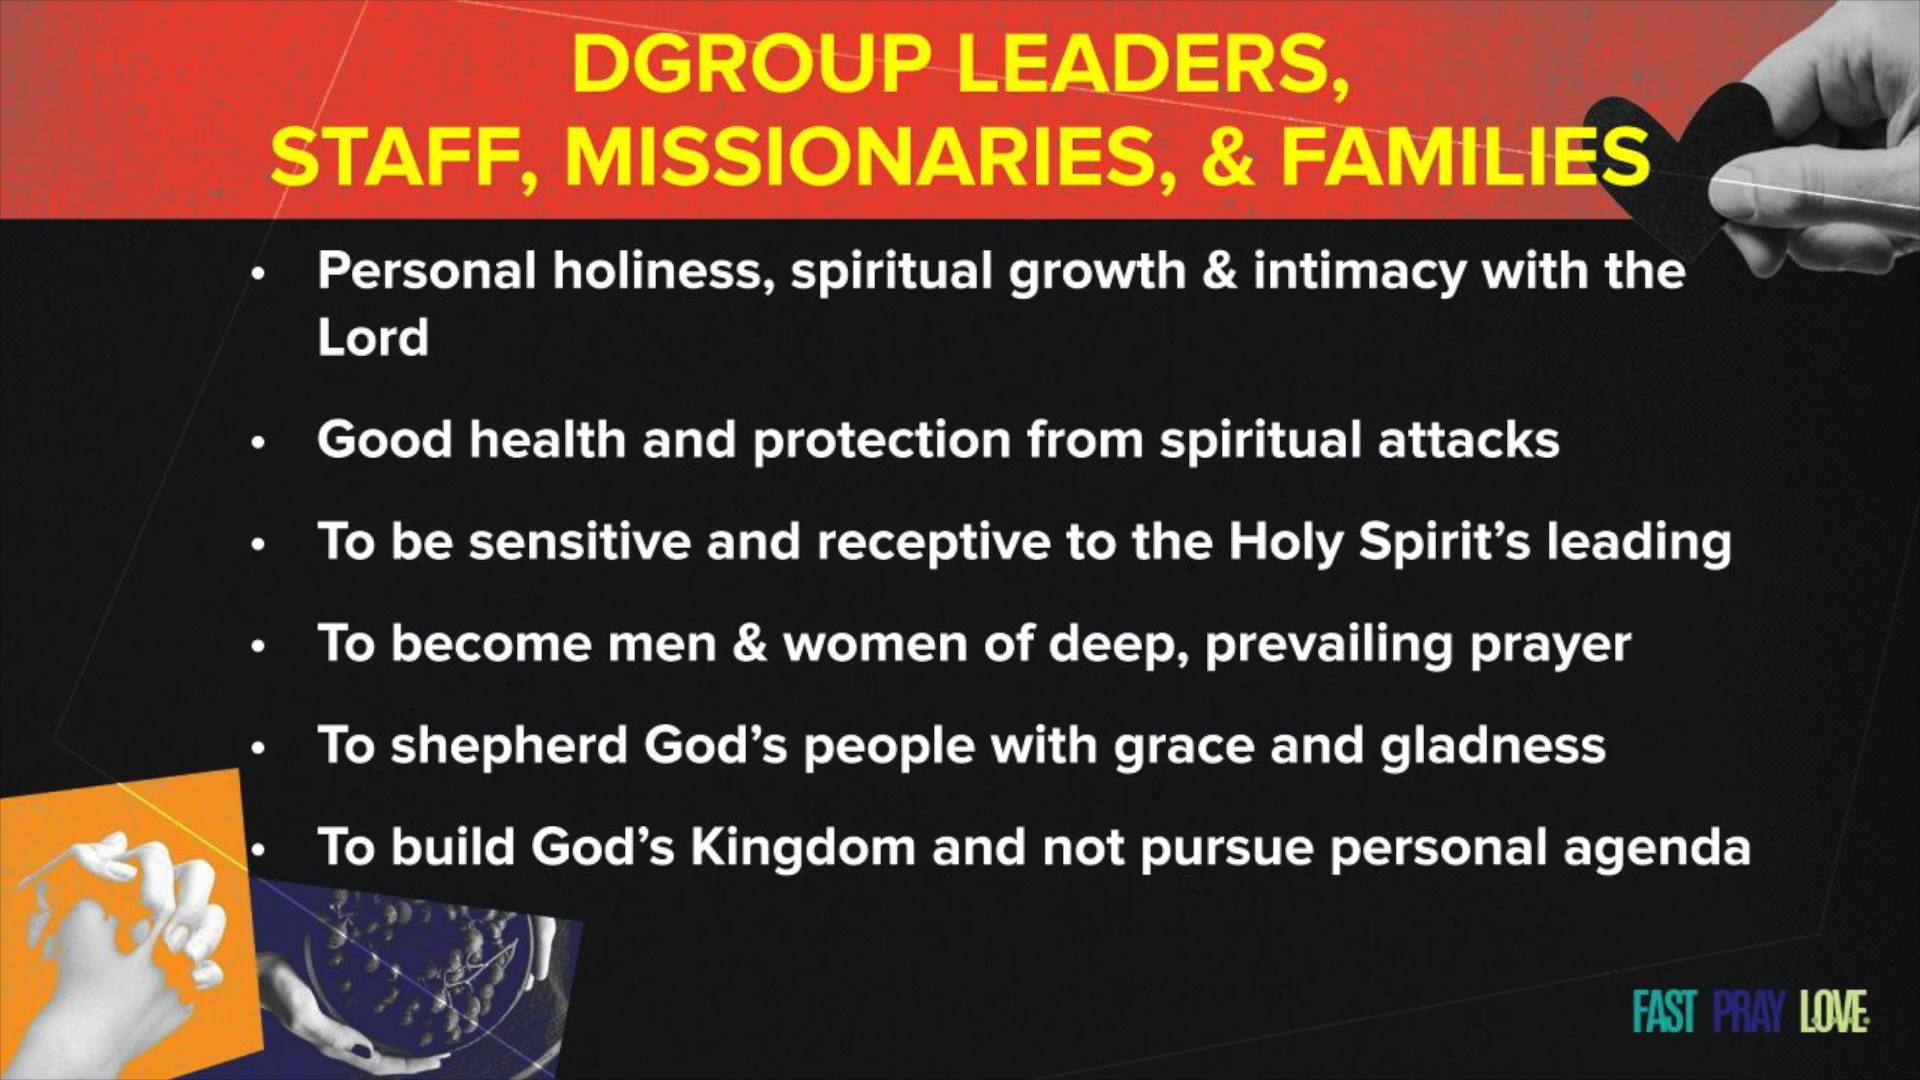 DGROUP LEADERS,
STAFF, MISSIONARIES, & FAMILIES
• Personal holiness, spiritual growth & intimacy with the
Lord
• Good health and protection from spiritual attacks
• To be sensitive and receptive to the Holy Spirit’s leading
• To become men & women of deep, prevailing prayer
• To shepherd God’s people with grace and gladness
• To build God’s Kingdom and not pursue personal agenda
FAST PRAY LOVE